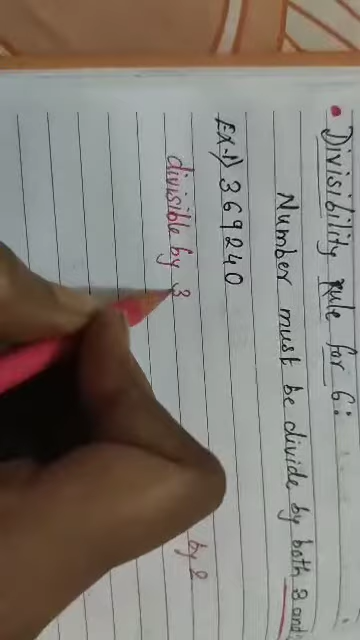 • Divisibility rule for 6:
Number must be divide by both 3 and
Ex-1) 369240
divisible by 3 by 2